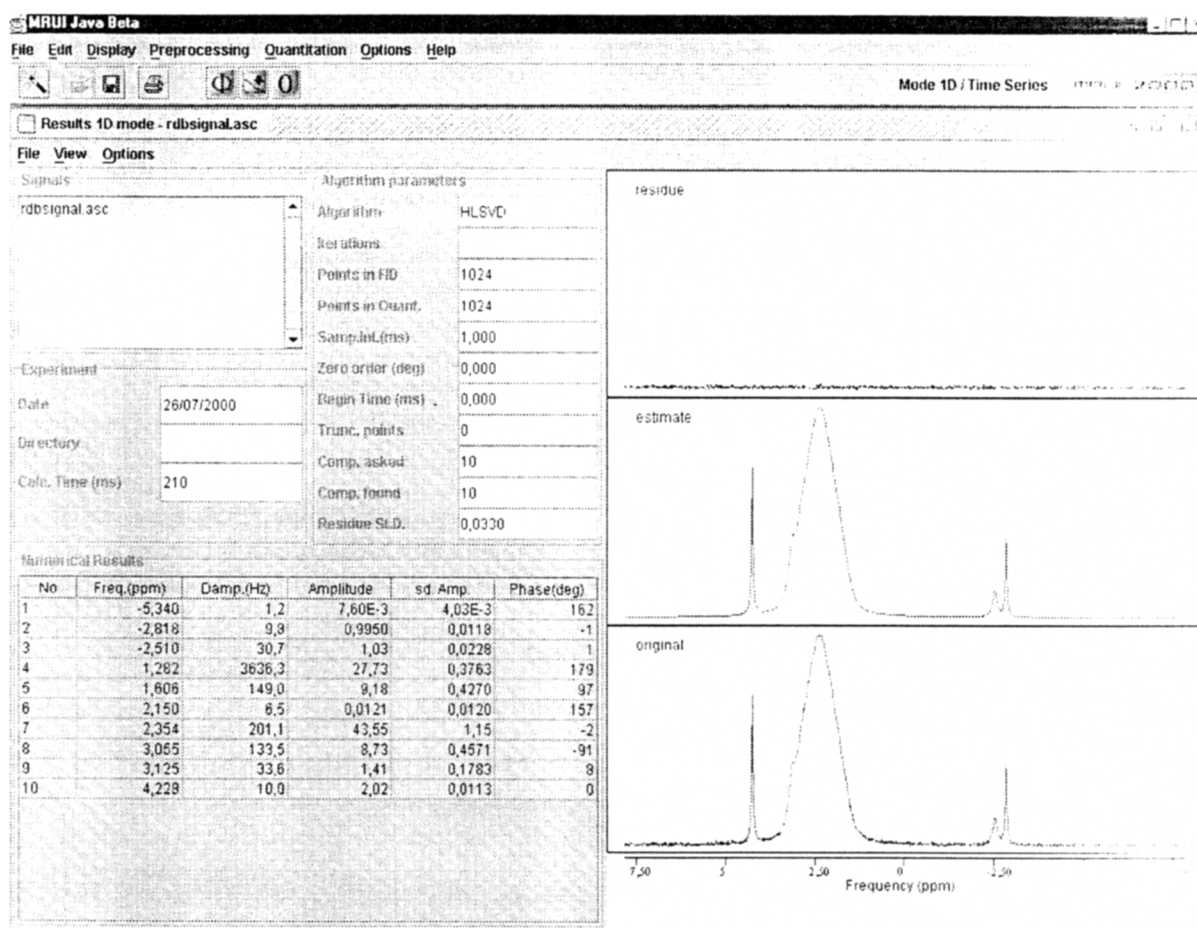 MRUI Java Beta
File Edit Display Preprocessing Quantitation Options Help
Mode 1D / Time Series
Results 1D mode - rdbsignal.asc
File View Options
Signals
rdbsignal.asc
Experiment
Date 26/07/2000
Directory
Calc. Time (ms) 210
Algorithm parameters
Algorithm HLSVD
Iterations
Points in FID 1024
Points in Quant. 1024
Samp.Int.(ms) 1,000
Zero order (deg) 0,000
Begin Time (ms) 0,000
Trunc. points 0
Comp. asked 10
Comp. found 10
Residue St.D. 0,0330
Numerical Results
No Freq.(ppm) Damp.(Hz) Amplitude sd. Amp. Phase(deg)
1 -5,340 1,2 7,60E-3 4,03E-3 162
2 -2,818 9,8 0,9950 0,0118 -1
3 -2,510 30,7 1,03 0,0228 1
4 1,282 3636,3 27,73 0,3763 179
5 1,606 149,0 9,18 0,4270 97
6 2,150 6,5 0,0121 0,0120 157
7 2,354 201,1 43,55 1,15 -2
8 3,055 133,5 8,73 0,4571 -91
9 3,125 33,6 1,41 0,1783 8
10 4,228 10,0 2,02 0,0113 0
residue
estimate
original
7,50 5 2,50 0 -2,50
Frequency (ppm)